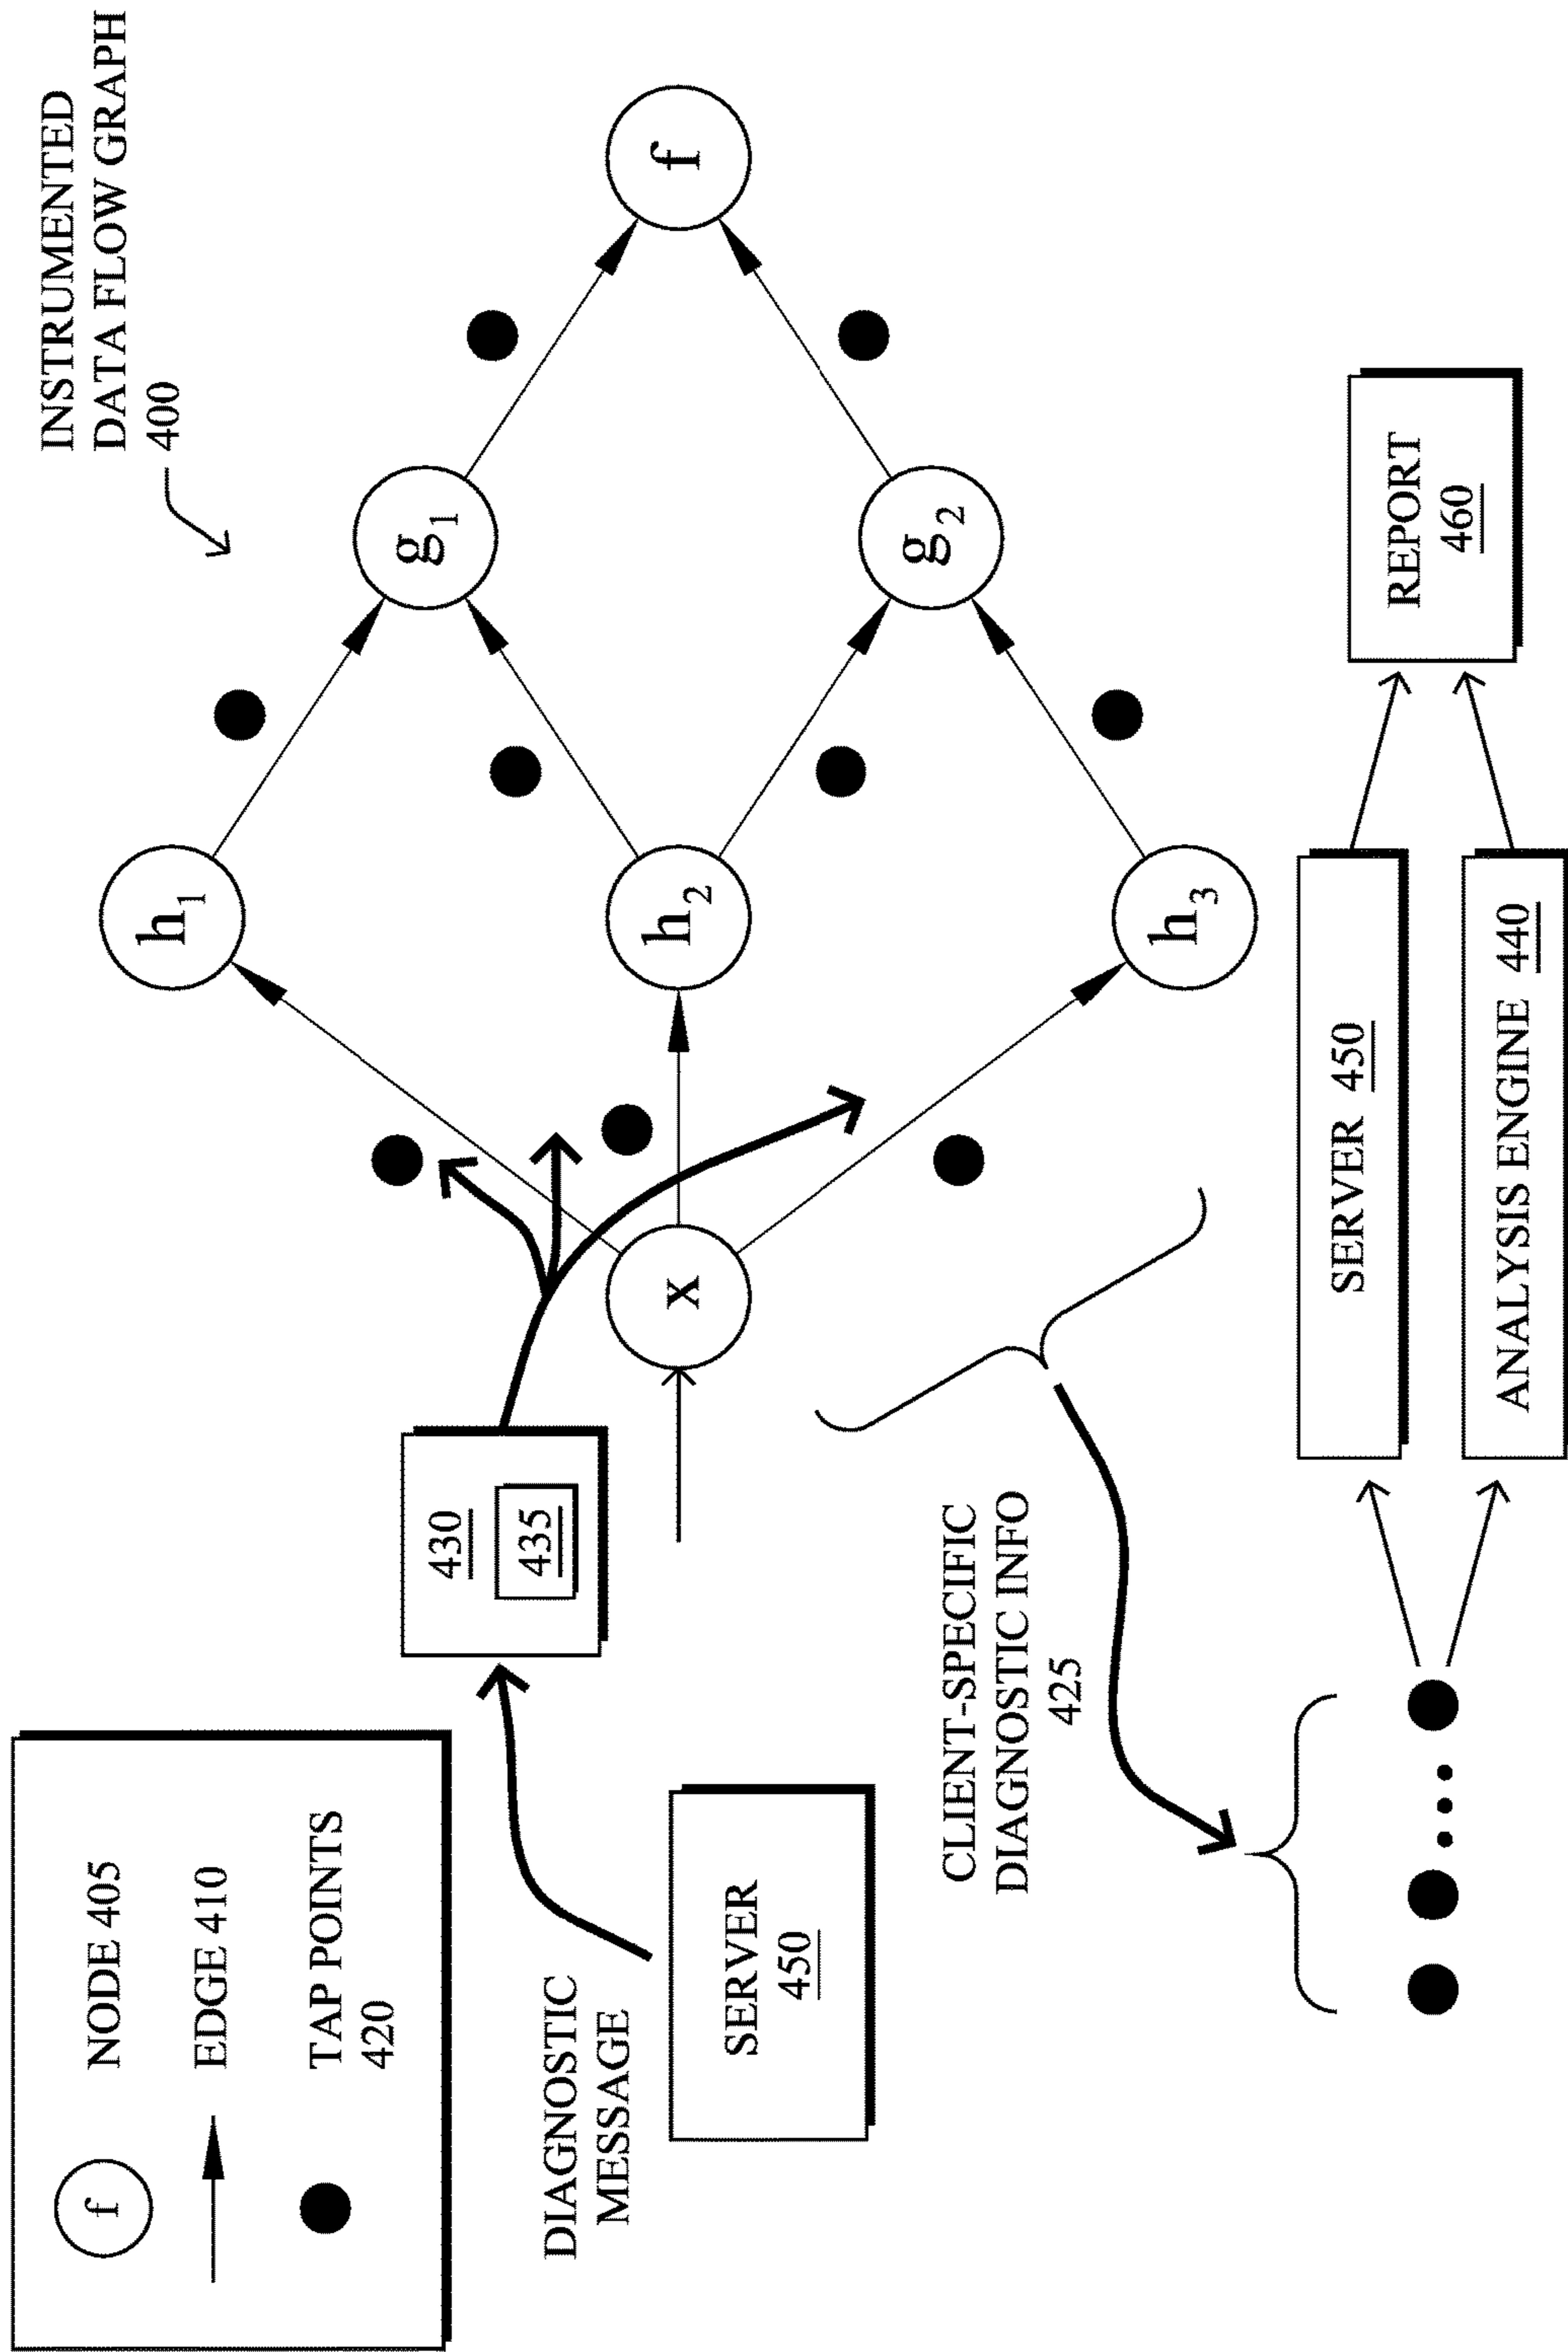 INSTRUMENTED
DATA FLOW GRAPH
400
f NODE 405
EDGE 410
TAP POINTS
420
DIAGNOSTIC
MESSAGE
SERVER
450
430
435
x
h1
h2
h3
g1
g2
f
CLIENT-SPECIFIC
DIAGNOSTIC INFO
425
SERVER 450
ANALYSIS ENGINE 440
REPORT
460